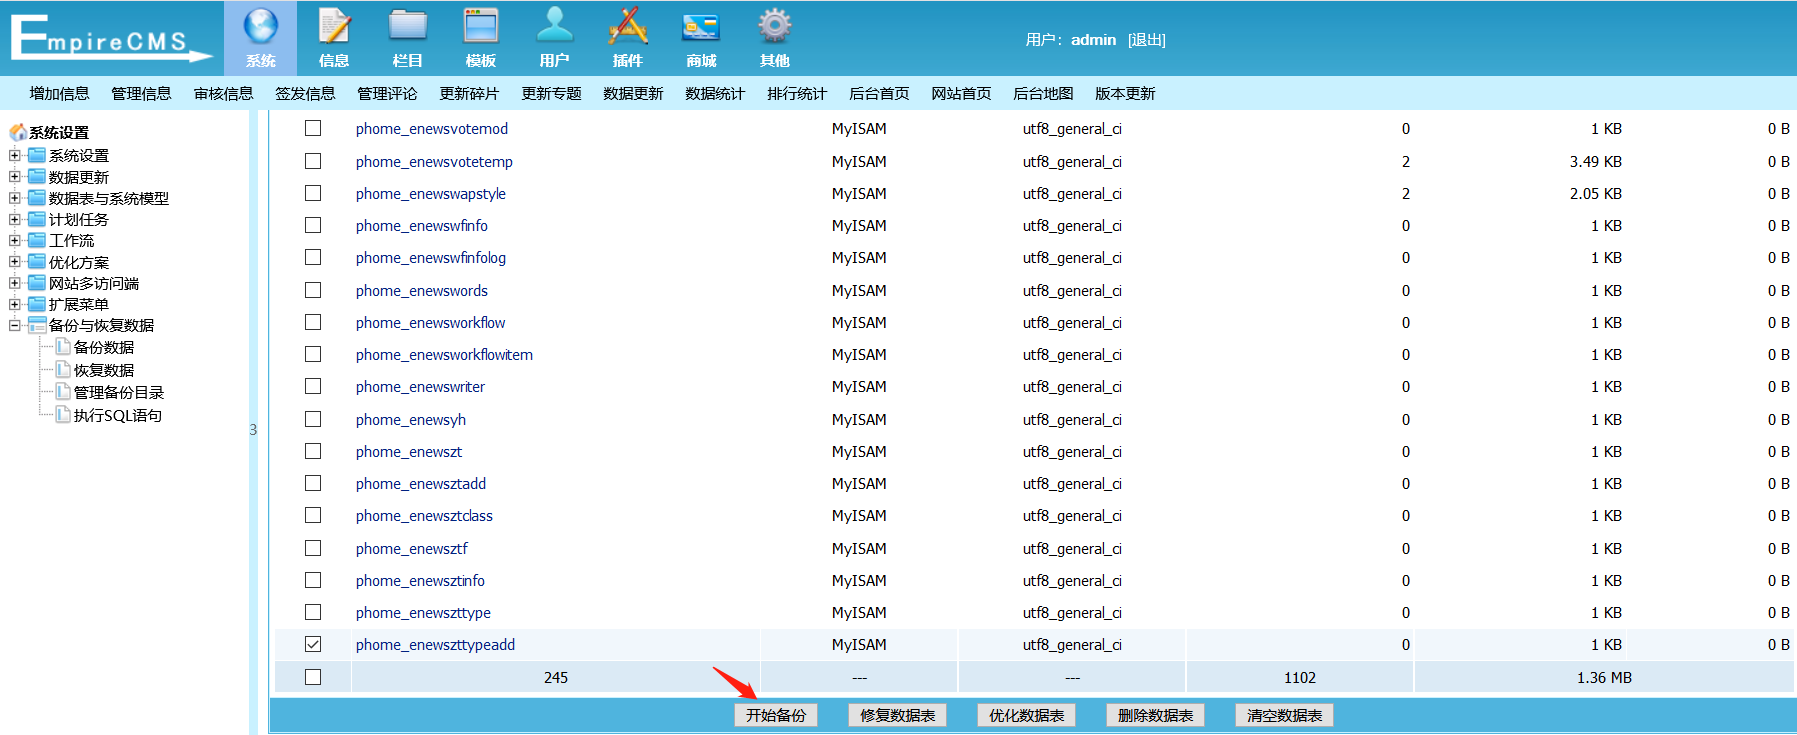 EmpireCMS
系统 信息 栏目 模板 用户 插件 商城 其他
用户： admin [退出]
增加信息 管理信息 审核信息 签发信息 管理评论 更新碎片 更新专题 数据更新 数据统计 排行统计 后台首页 网站首页 后台地图 版本更新
系统设置
系统设置
数据更新
数据表与系统模型
计划任务
工作流
优化方案
网站多访问端
扩展菜单
备份与恢复数据
备份数据
恢复数据
管理备份目录
执行SQL语句
3
phome_enewsvotemod MyISAM utf8_general_ci 0 1 KB 0 B
phome_enewsvotetemp MyISAM utf8_general_ci 2 3.49 KB 0 B
phome_enewswapstyle MyISAM utf8_general_ci 2 2.05 KB 0 B
phome_enewswfinfo MyISAM utf8_general_ci 0 1 KB 0 B
phome_enewswfinfolog MyISAM utf8_general_ci 0 1 KB 0 B
phome_enewswords MyISAM utf8_general_ci 0 1 KB 0 B
phome_enewsworkflow MyISAM utf8_general_ci 0 1 KB 0 B
phome_enewsworkflowitem MyISAM utf8_general_ci 0 1 KB 0 B
phome_enewswriter MyISAM utf8_general_ci 0 1 KB 0 B
phome_enewsyh MyISAM utf8_general_ci 0 1 KB 0 B
phome_enewszt MyISAM utf8_general_ci 0 1 KB 0 B
phome_enewsztadd MyISAM utf8_general_ci 0 1 KB 0 B
phome_enewsztclass MyISAM utf8_general_ci 0 1 KB 0 B
phome_enewsztf MyISAM utf8_general_ci 0 1 KB 0 B
phome_enewsztinfo MyISAM utf8_general_ci 0 1 KB 0 B
phome_enewszttype MyISAM utf8_general_ci 0 1 KB 0 B
phome_enewszttypeadd MyISAM utf8_general_ci 0 1 KB 0 B
245 --- --- 1102 1.36 MB
开始备份 修复数据表 优化数据表 删除数据表 清空数据表